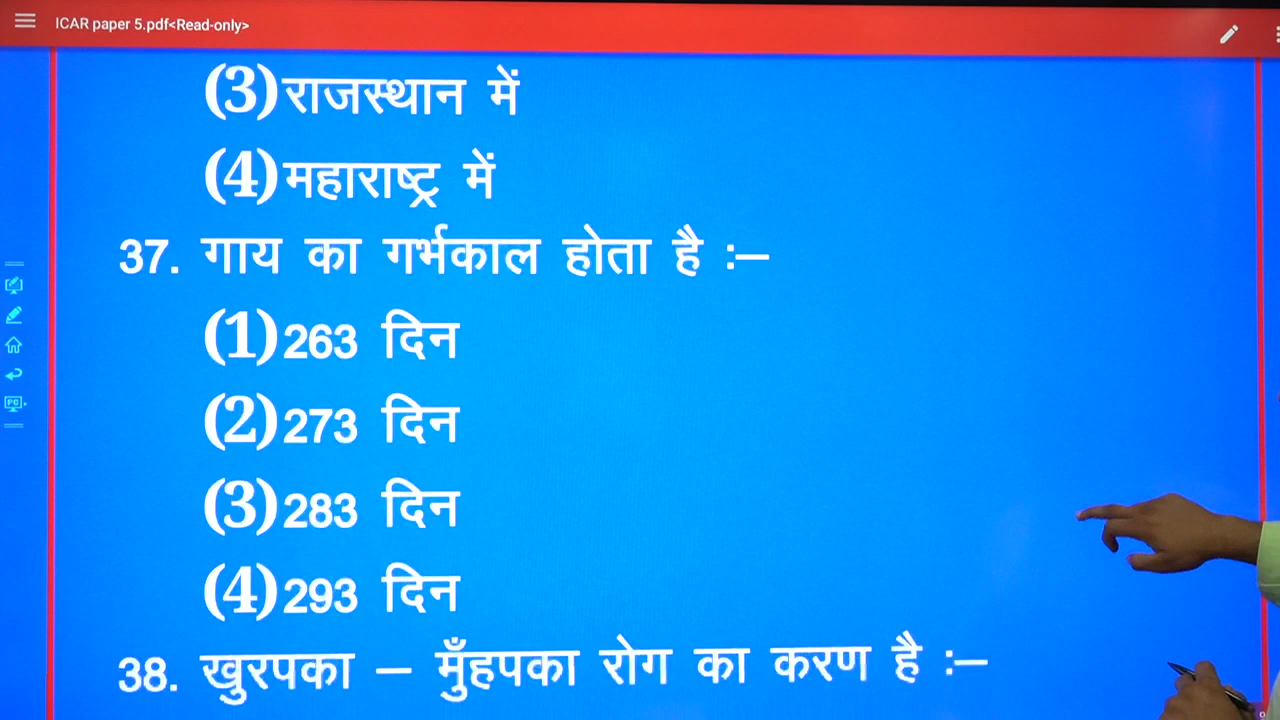 ICAR paper 5.pdf<Read-only>
(3) राजस्थान में
(4) महाराष्ट्र में
37. गाय का गर्भकाल होता है :–
(1) 263 दिन
(2) 273 दिन
(3) 283 दिन
(4) 293 दिन
38. खुरपका – मुँहपका रोग का करण है :–